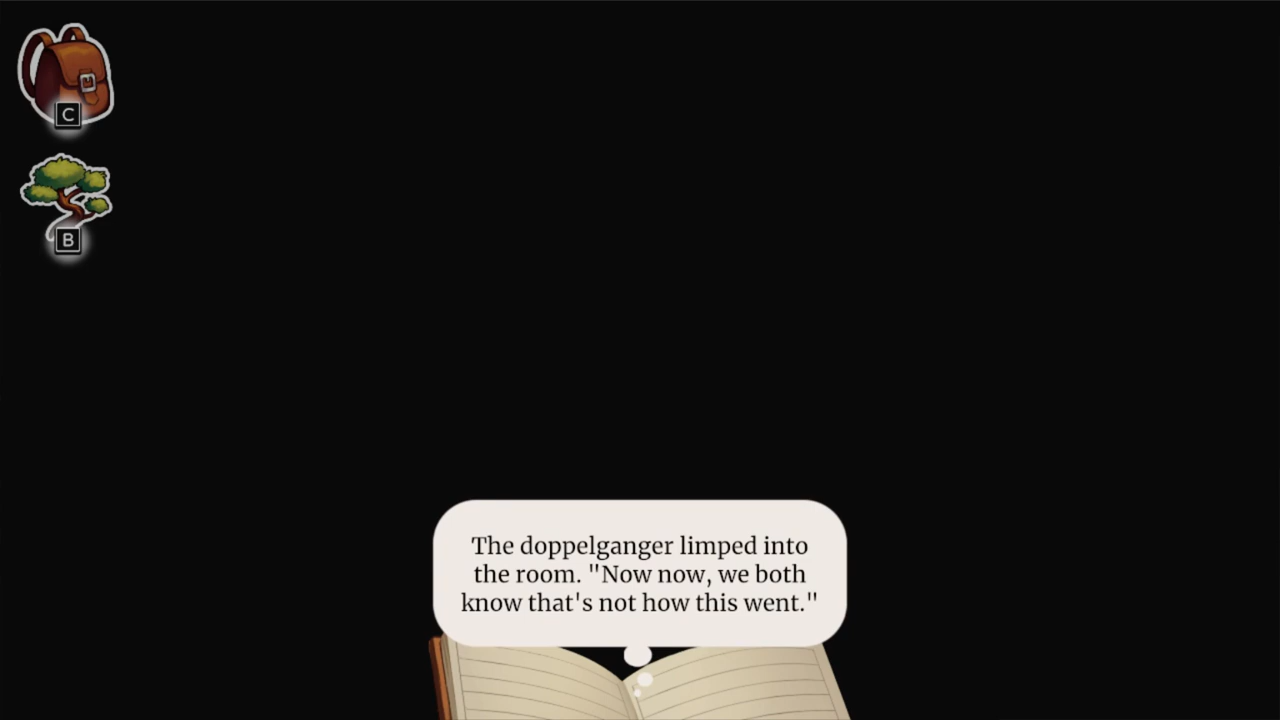 C
B
The doppelganger limped into
the room. "Now now, we both
know that's not how this went."